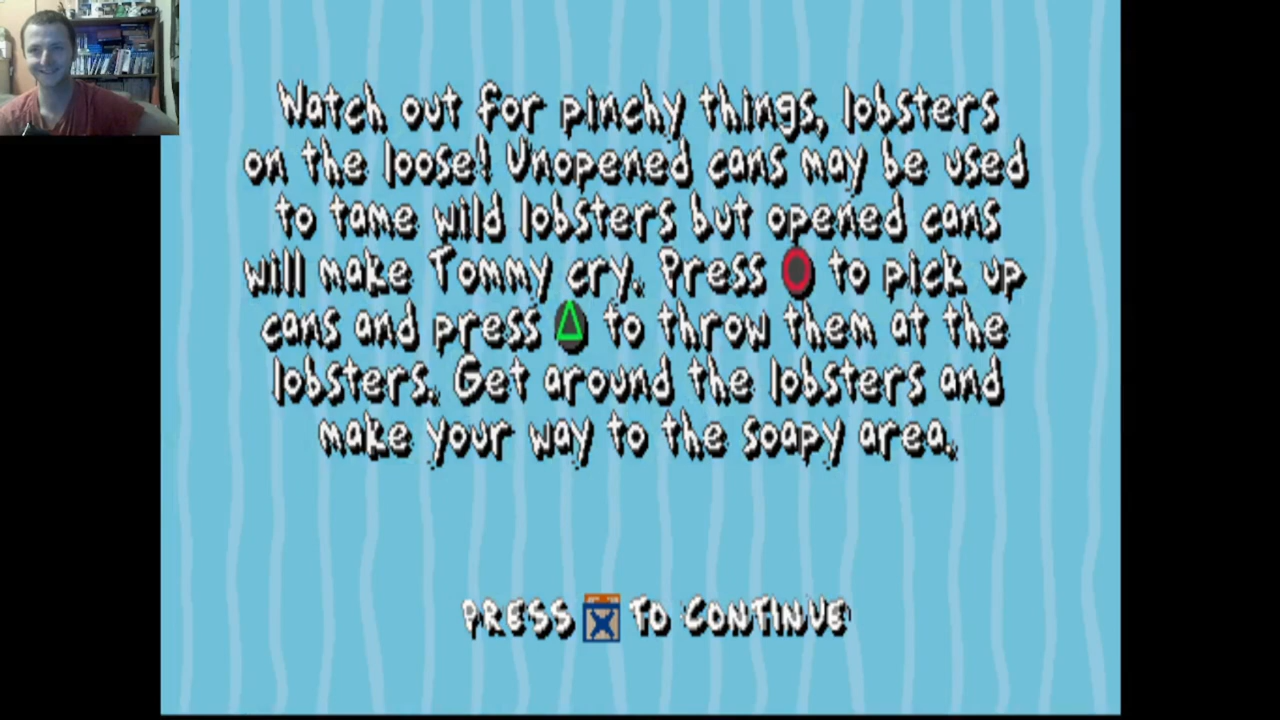 Watch out for pinchy things, lobsters
on the loose! Unopened cans may be used
to tame wild lobsters but opened cans
will make Tommy cry. Press to pick up
cans and press to throw them at the
lobsters. Get around the lobsters and
make your way to the soapy area.
PRESS TO CONTINUE